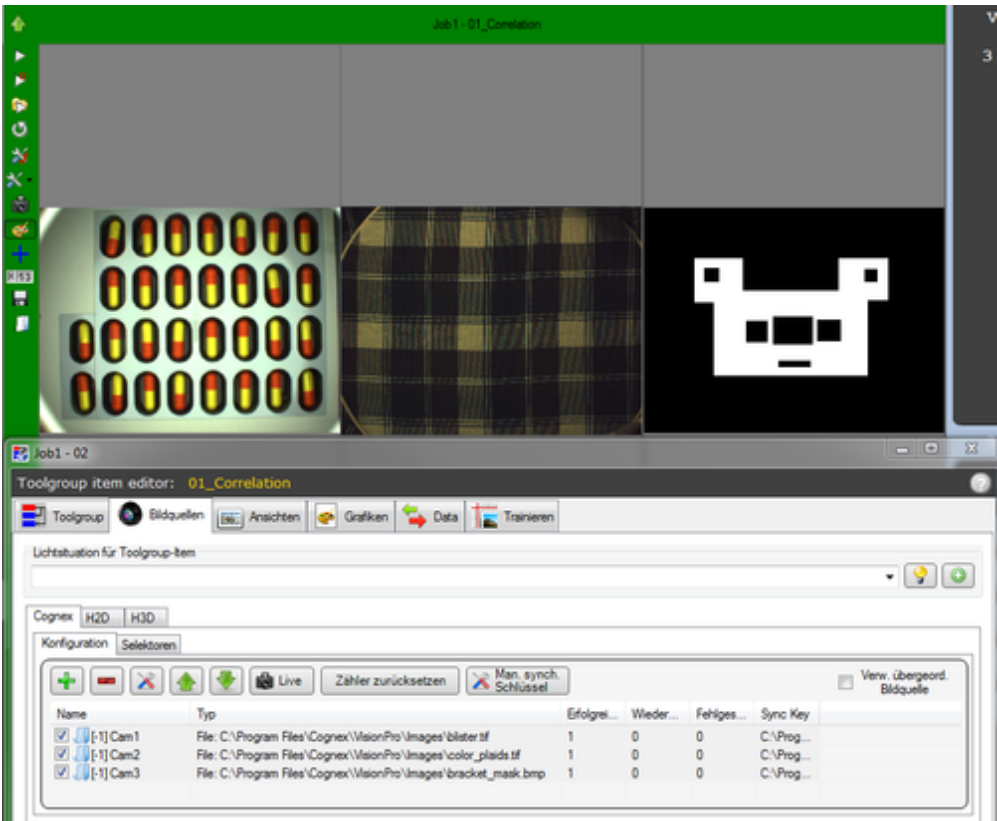 Job1 - 01_Correlation
3
Job1 - 02
Toolgroup item editor: 01_Correlation
Toolgroup Bildquellen Ansichten Grafiken Data Trainieren
Lichtsituation für Toolgroup-Item
Cognex H2D H3D
Konfiguration Selektoren
Live Zähler zurücksetzen Man. synch. Schlüssel Verw. übergeord. Bildquelle
Name Typ Erfolgrei... Wieder... Fehlges... Sync Key
[-1] Cam1 File: C:\Program Files\Cognex\VisionPro\Images\blister.tif 1 0 0 C:\Prog...
[-1] Cam2 File: C:\Program Files\Cognex\VisionPro\Images\color_plaids.tif 1 0 0 C:\Prog...
[-1] Cam3 File: C:\Program Files\Cognex\VisionPro\Images\bracket_mask.bmp 1 0 0 C:\Prog...